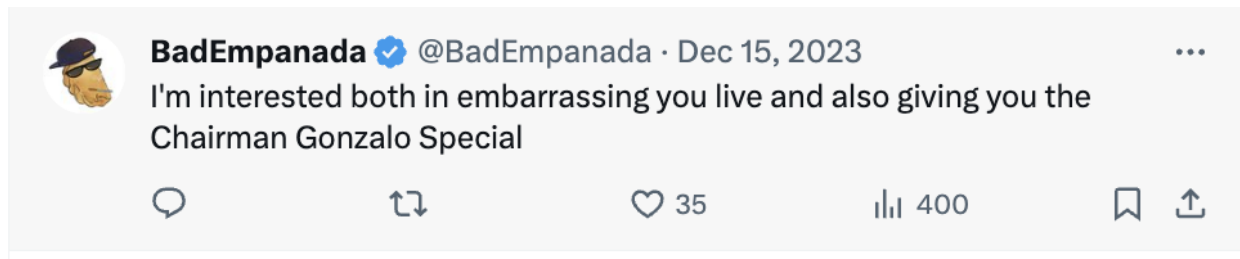 BadEmpanada @BadEmpanada · Dec 15, 2023
I'm interested both in embarrassing you live and also giving you the
Chairman Gonzalo Special
35 400